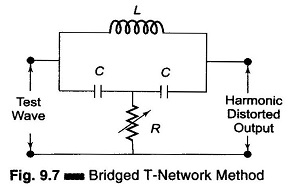 L
C C
R
Test
Wave
Harmonic
Distorted
Output
Fig. 9.7 Bridged T-Network Method